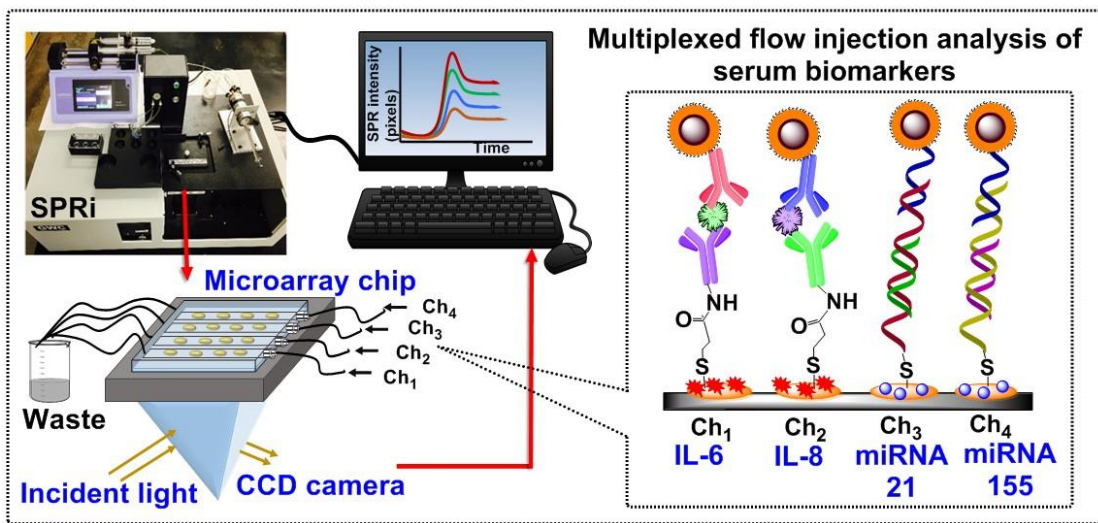 Multiplexed flow injection analysis of
serum biomarkers
SPR intensity
(pixels)
Time
SPRi
GWC
Microarray chip
Ch4
Ch3
Ch2
Ch1
Waste
Incident light
CCD camera
NH
O
S
NH
O
S
S
S
Ch1
Ch2
Ch3
Ch4
IL-6
IL-8
miRNA
21
miRNA
155